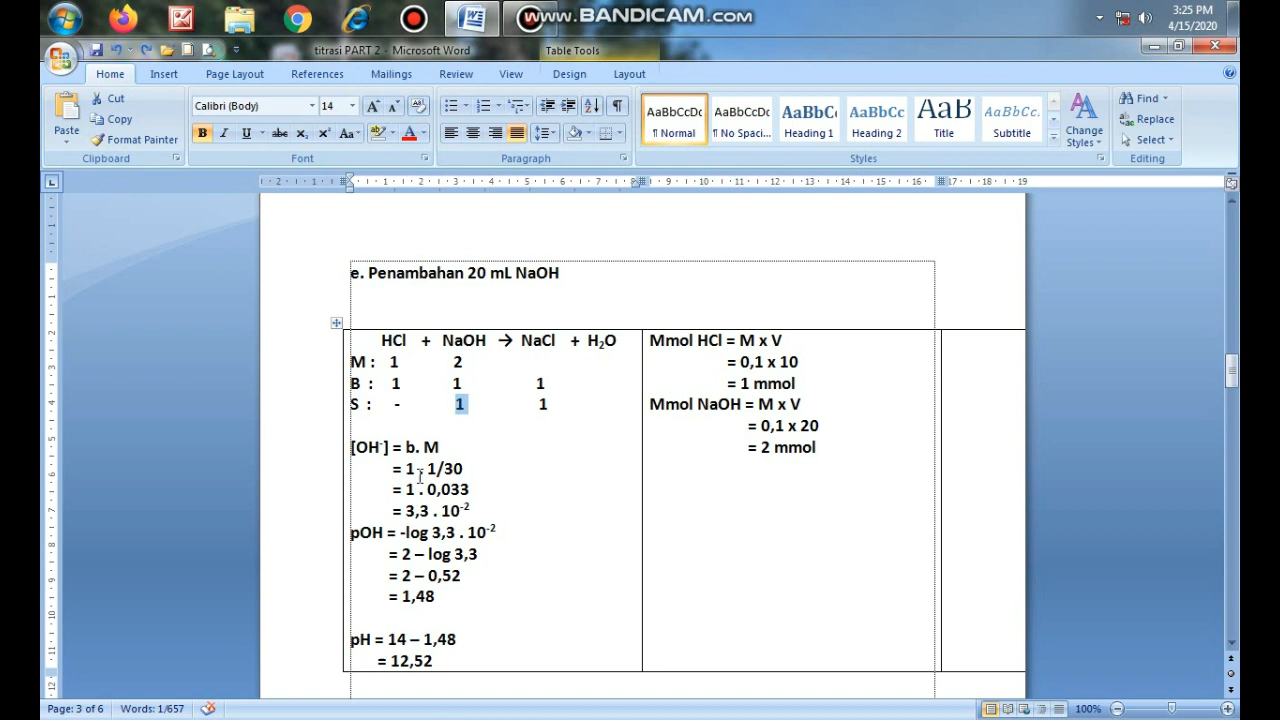 www.BANDICAM.com
3:25 PM
4/15/2020
titrasi PART 2 - Microsoft Word
Table Tools
Home Insert Page Layout References Mailings Review View Design Layout
Cut
Copy
Format Painter
Paste
Clipboard
Calibri (Body) 14
Font
Paragraph
AaBbCcDc AaBbCcDc AaBbC AaBbCc AaB AaBbCc
¶ Normal ¶ No Spaci... Heading 1 Heading 2 Title Subtitle
Change Styles
Styles
Find
Replace
Select
Editing
e. Penambahan 20 mL NaOH
HCl + NaOH → NaCl + H₂O
M : 1 2
B : 1 1 1
S : - 1 1
[OH⁻] = b. M
= 1 . 1/30
= 1 . 0,033
= 3,3 . 10⁻²
pOH = -log 3,3 . 10⁻²
= 2 – log 3,3
= 2 – 0,52
= 1,48
pH = 14 – 1,48
= 12,52
Mmol HCl = M x V
= 0,1 x 10
= 1 mmol
Mmol NaOH = M x V
= 0,1 x 20
= 2 mmol
Page: 3 of 6 Words: 1/657 100%